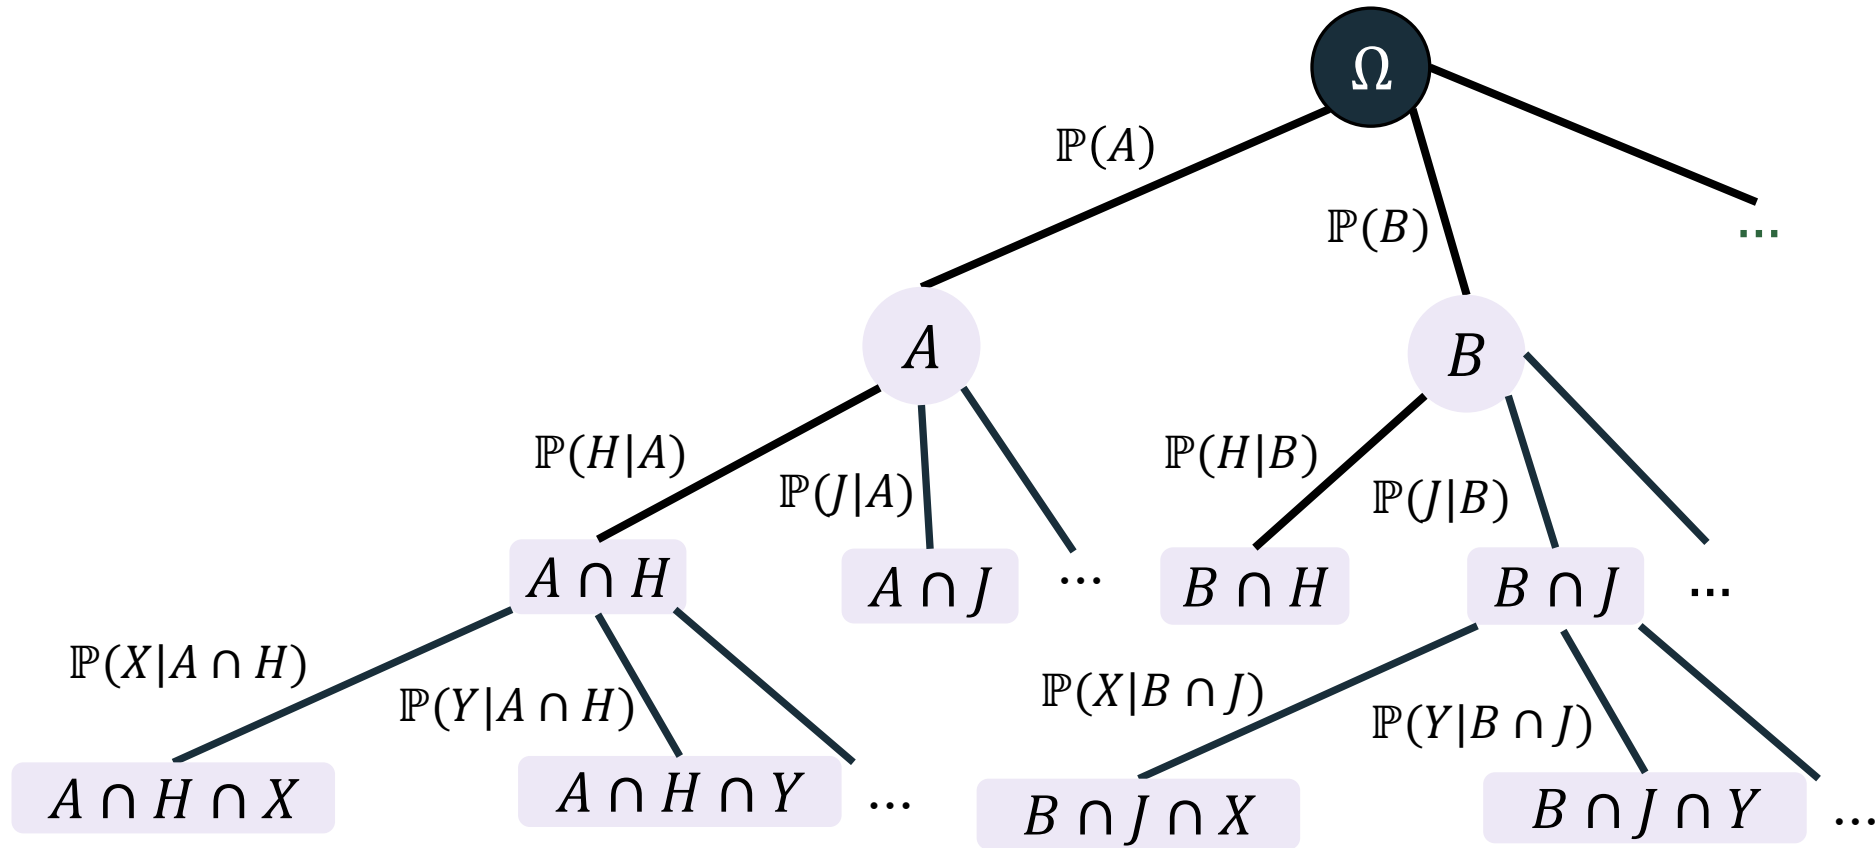 Ω
ℙ(A)
ℙ(B)
...
A
B
ℙ(H|A)
ℙ(J|A)
ℙ(H|B)
ℙ(J|B)
A ∩ H
A ∩ J
...
B ∩ H
B ∩ J
...
ℙ(X|A ∩ H)
ℙ(Y|A ∩ H)
ℙ(X|B ∩ J)
ℙ(Y|B ∩ J)
A ∩ H ∩ X
A ∩ H ∩ Y
...
B ∩ J ∩ X
B ∩ J ∩ Y
...